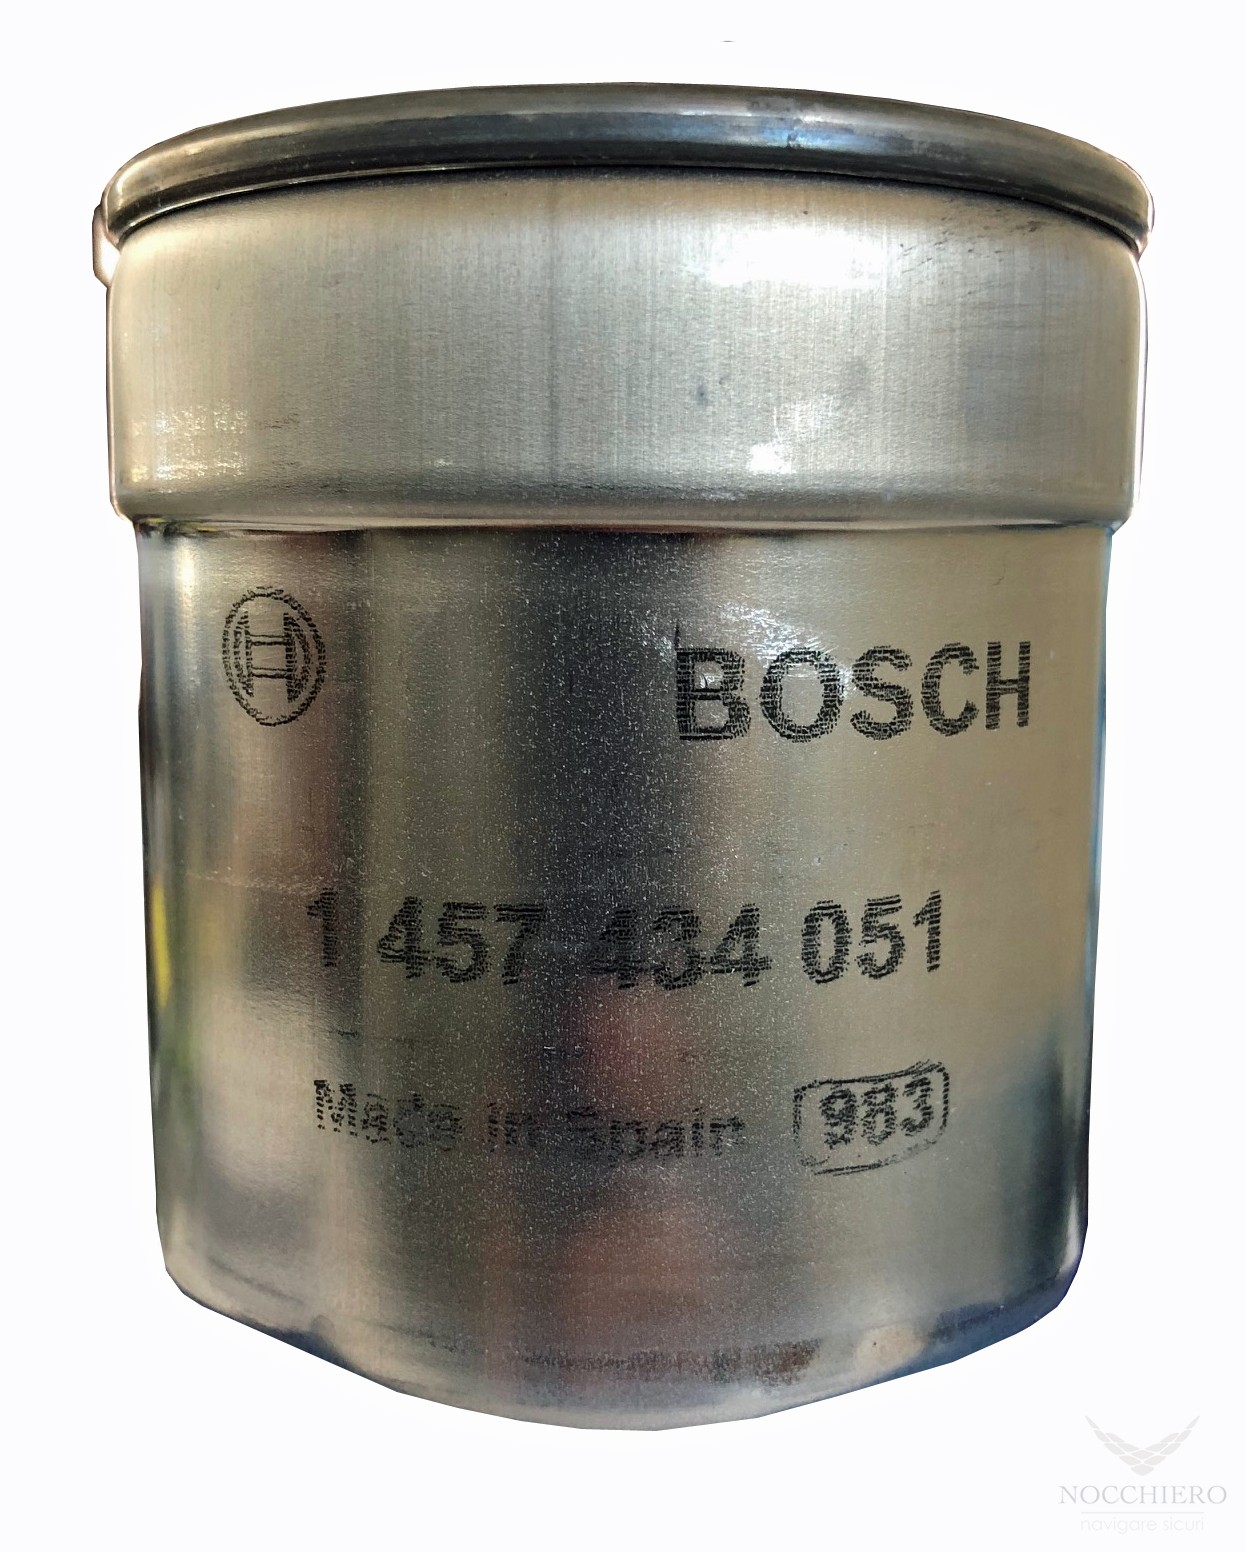 BOSCH
1 457 434 051
Made in Spain 983
NOCCHIERO
navigare sicuri